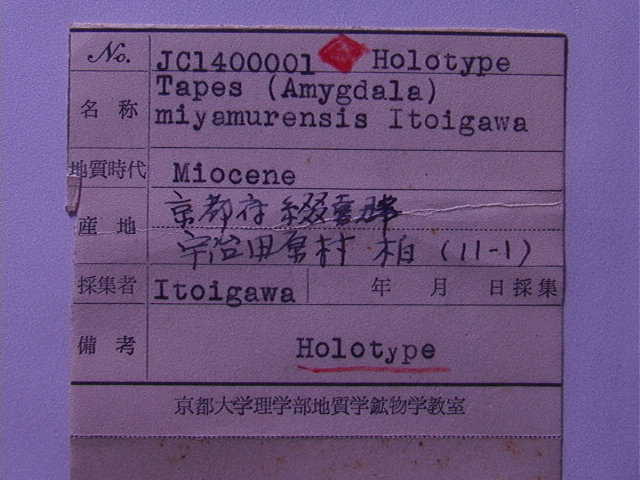 No. JC1400001 Holotype
名称 Tapes (Amygdala)
miyamurensis Itoigawa
地質時代 Miocene
産地 京都府綴喜郡
宇治田原村 柏 (11-1)
採集者 Itoigawa 年 月 日採集
備考 Holotype
京都大学理学部地質学鉱物学教室